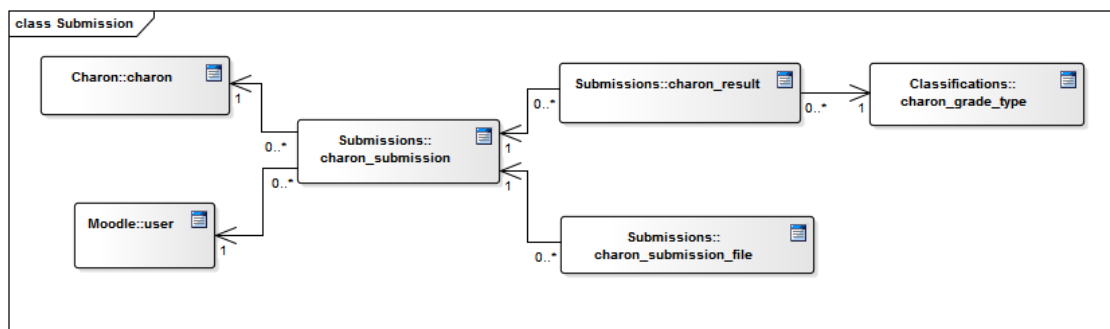 class Submission
Charon::charon
1
0..*
Submissions::
charon_submission
0..*
Moodle::user
1
Submissions::charon_result
0..*
1
0..*
1
Classifications::
charon_grade_type
1
Submissions::
charon_submission_file
0..*